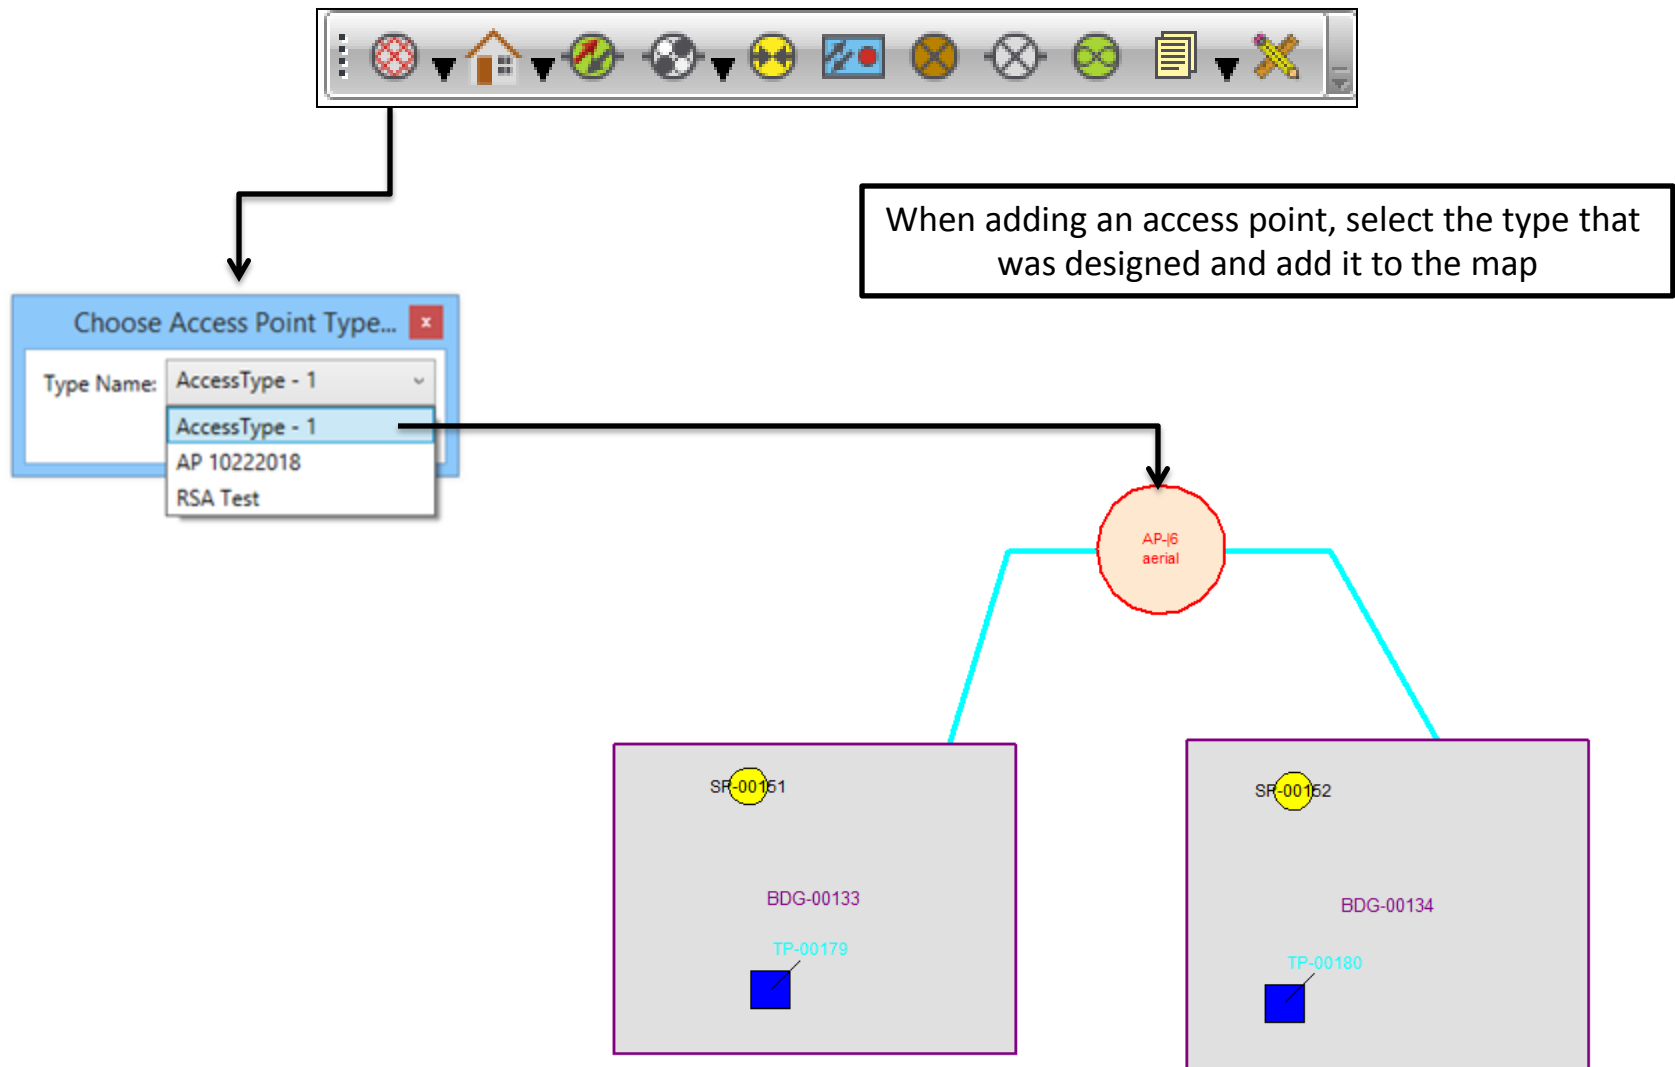 When adding an access point, select the type that
was designed and add it to the map
Choose Access Point Type...
Type Name: AccessType - 1
AccessType - 1
AP 10222018
RSA Test
AP-|6
aerial
SP-00151
SP-00152
BDG-00133
BDG-00134
TP-00179
TP-00180